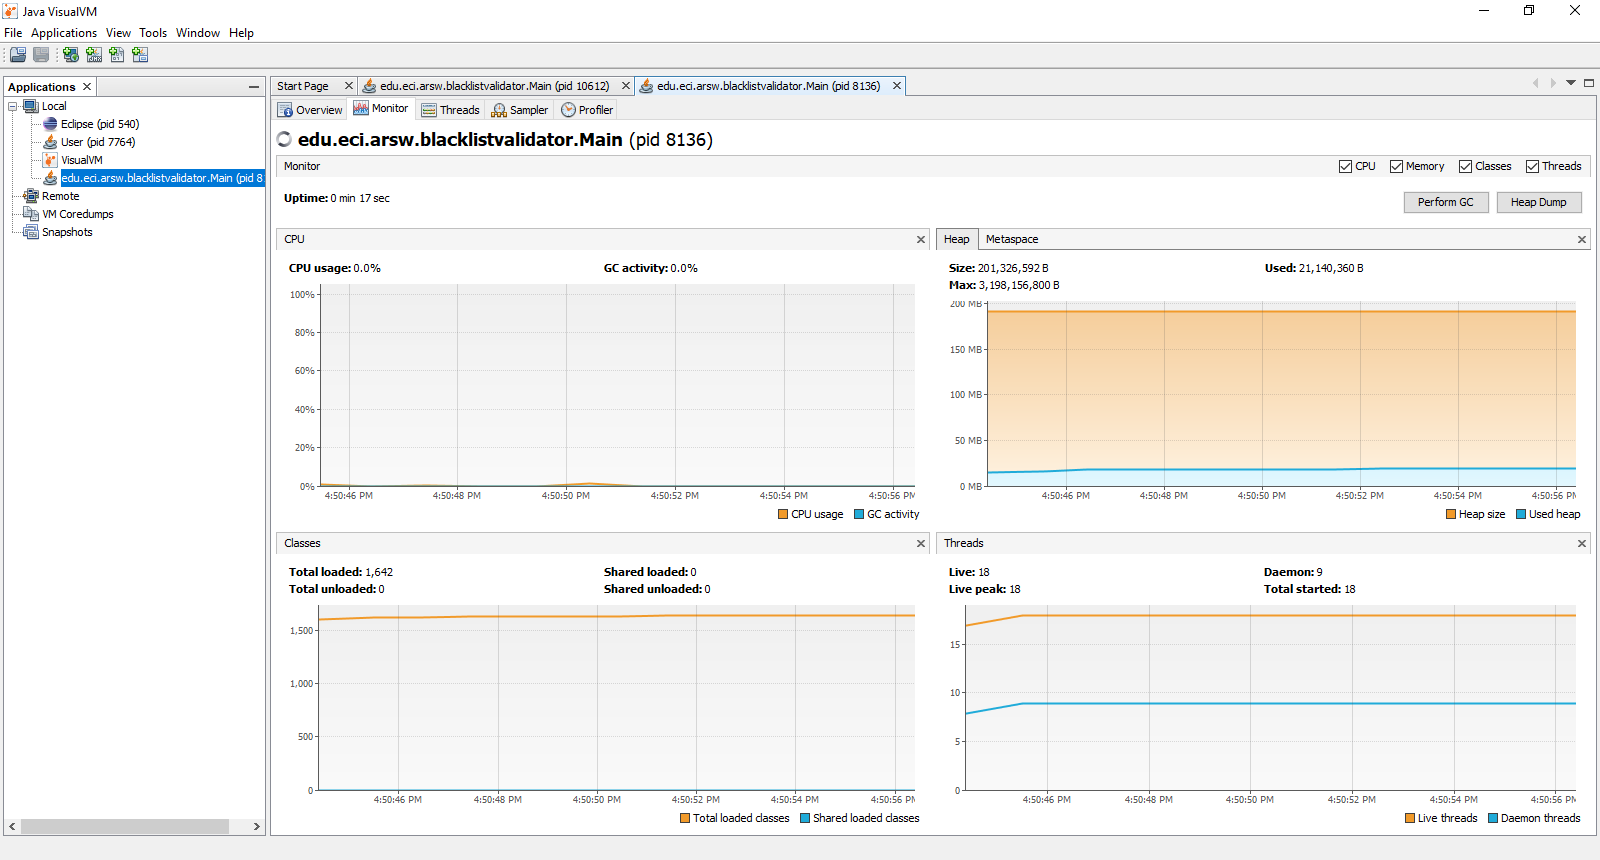 Java VisualVM
File Applications View Tools Window Help
Applications
Local
Eclipse (pid 540)
User (pid 7764)
VisualVM
edu.eci.arsw.blacklistvalidator.Main (pid 8
Remote
VM Coredumps
Snapshots
Start Page
edu.eci.arsw.blacklistvalidator.Main (pid 10612)
edu.eci.arsw.blacklistvalidator.Main (pid 8136)
Overview Monitor Threads Sampler Profiler
edu.eci.arsw.blacklistvalidator.Main (pid 8136)
Monitor
CPU Memory Classes Threads
Uptime: 0 min 17 sec
Perform GC Heap Dump
CPU
CPU usage: 0.0% GC activity: 0.0%
100%
80%
60%
40%
20%
0%
4:50:46 PM 4:50:48 PM 4:50:50 PM 4:50:52 PM 4:50:54 PM 4:50:56 PM
CPU usage GC activity
Heap Metaspace
Size: 201,326,592 B Used: 21,140,360 B
Max: 3,198,156,800 B
200 MB
150 MB
100 MB
50 MB
0 MB
4:50:46 PM 4:50:48 PM 4:50:50 PM 4:50:52 PM 4:50:54 PM 4:50:56 PM
Heap size Used heap
Classes
Total loaded: 1,642 Shared loaded: 0
Total unloaded: 0 Shared unloaded: 0
1,500
1,000
500
0
4:50:46 PM 4:50:48 PM 4:50:50 PM 4:50:52 PM 4:50:54 PM 4:50:56 PM
Total loaded classes Shared loaded classes
Threads
Live: 18 Daemon: 9
Live peak: 18 Total started: 18
15
10
5
0
4:50:46 PM 4:50:48 PM 4:50:50 PM 4:50:52 PM 4:50:54 PM 4:50:56 PM
Live threads Daemon threads